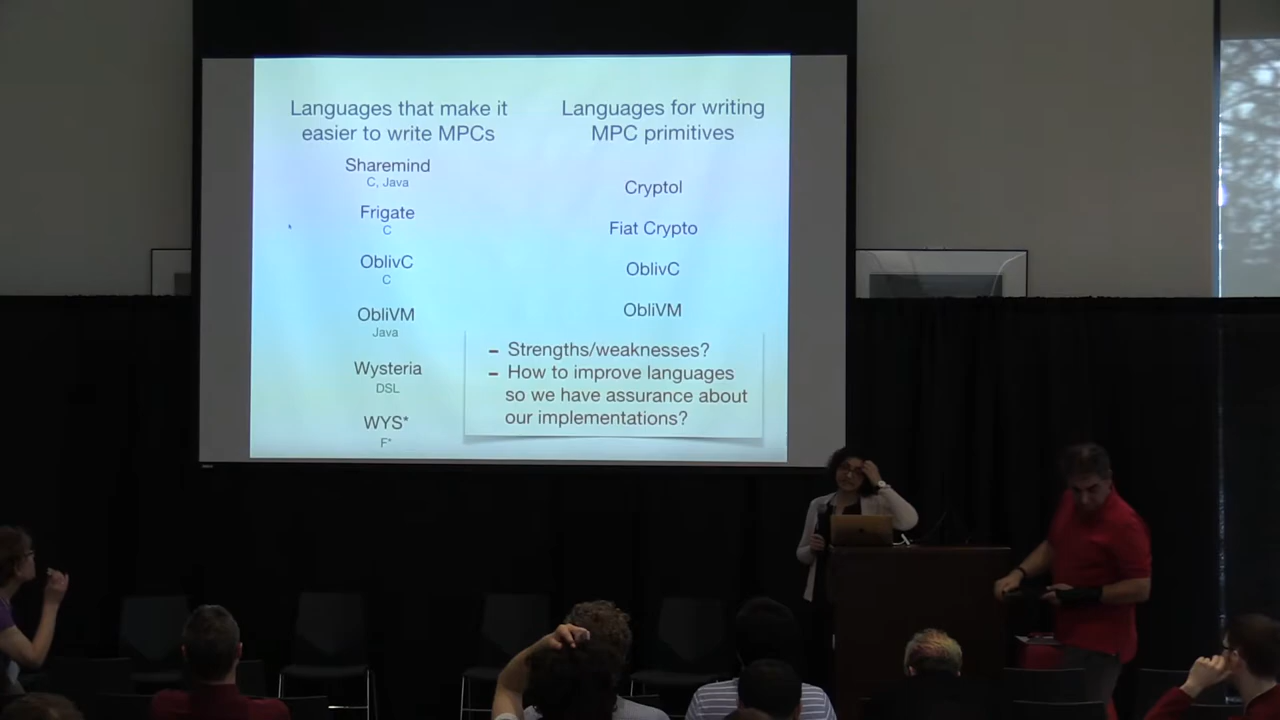 Languages that make it
easier to write MPCs
Sharemind
C, Java
Frigate
C
OblivC
C
ObliVM
Java
Wysteria
DSL
WYS*
F*
Languages for writing
MPC primitives
Cryptol
Fiat Crypto
OblivC
ObliVM
– Strengths/weaknesses?
– How to improve languages
so we have assurance about
our implementations?